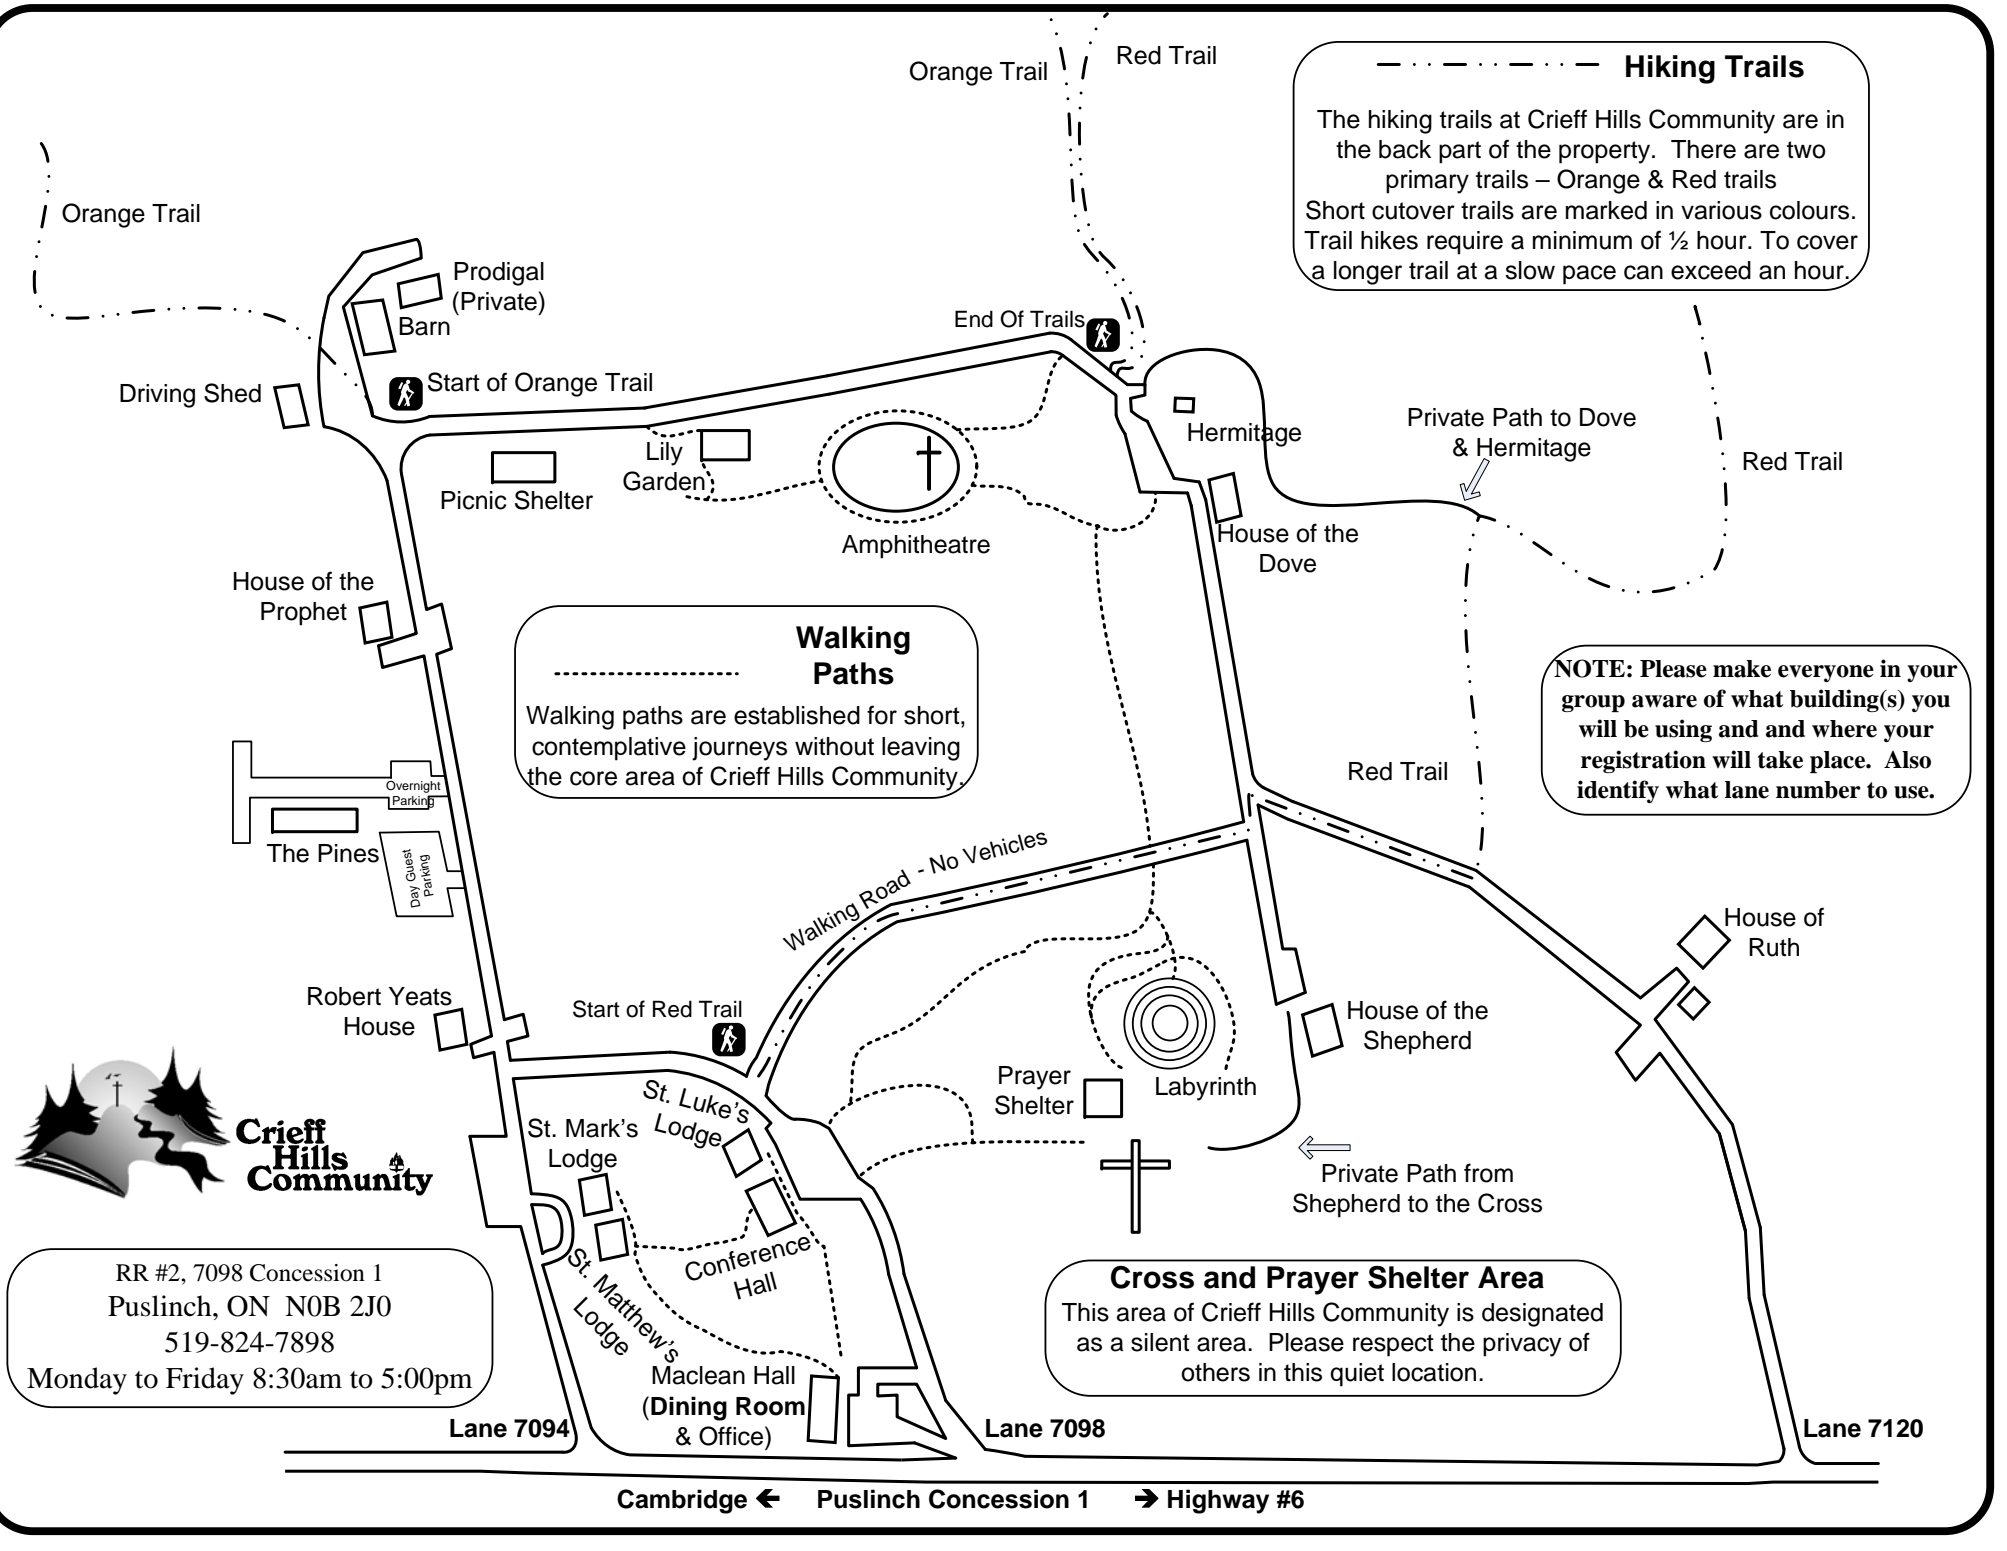 Orange Trail
Red Trail
Hiking Trails
The hiking trails at Crieff Hills Community are in
the back part of the property.  There are two
primary trails – Orange & Red trails
Short cutover trails are marked in various colours.
Trail hikes require a minimum of ½ hour. To cover
a longer trail at a slow pace can exceed an hour.
Orange Trail
Prodigal
(Private)
Barn
End Of Trails
Driving Shed
Start of Orange Trail
Hermitage
Private Path to Dove
& Hermitage
Red Trail
Lily
Garden
Picnic Shelter
Amphitheatre
House of the
Dove
House of the
Prophet
Walking
Paths
Walking paths are established for short,
contemplative journeys without leaving
the core area of Crieff Hills Community.
NOTE: Please make everyone in your
group aware of what building(s) you
will be using and and where your
registration will take place.  Also
identify what lane number to use.
Overnight
Parking
The Pines
Day Guest
Parking
Red Trail
Walking Road - No Vehicles
House of
Ruth
Robert Yeats
House
Start of Red Trail
House of the
Shepherd
Prayer
Shelter
Labyrinth
St. Luke's
Lodge
St. Mark's
Lodge
Crieff
Hills
Community
Private Path from
Shepherd to the Cross
Conference
Hall
St. Matthew's
Lodge
RR #2, 7098 Concession 1
Puslinch, ON  N0B 2J0
519-824-7898
Monday to Friday 8:30am to 5:00pm
Cross and Prayer Shelter Area
This area of Crieff Hills Community is designated
as a silent area.  Please respect the privacy of
others in this quiet location.
Maclean Hall
(Dining Room
& Office)
Lane 7094
Lane 7098
Lane 7120
Cambridge ← Puslinch Concession 1 → Highway #6